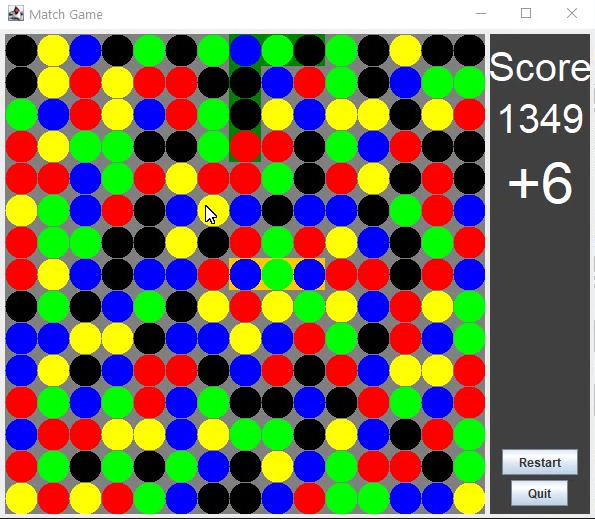 Match Game
Score
1349
+6
Restart
Quit